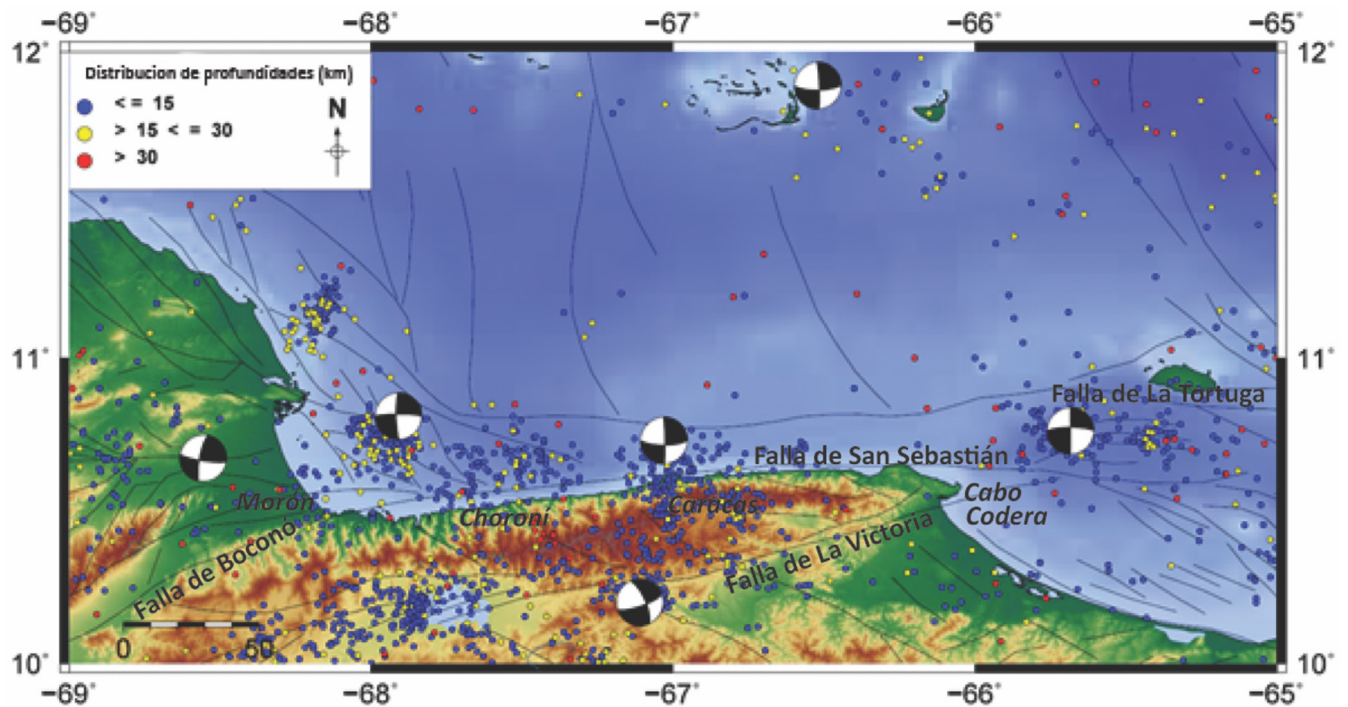 −69˚ −68˚ −67˚ −66˚ −65˚
12˚ 12˚
Distribucion de profundidades (km)
< = 15
> 15 < = 30
> 30
N
11˚ 11˚
Falla de La Tortuga
Falla de San Sebastián
Morón
Choroní
Caracas
Cabo
Codera
Falla de Boconó
Falla de La Victoria
0 50
10˚ 10˚
−69˚ −68˚ −67˚ −66˚ −65˚